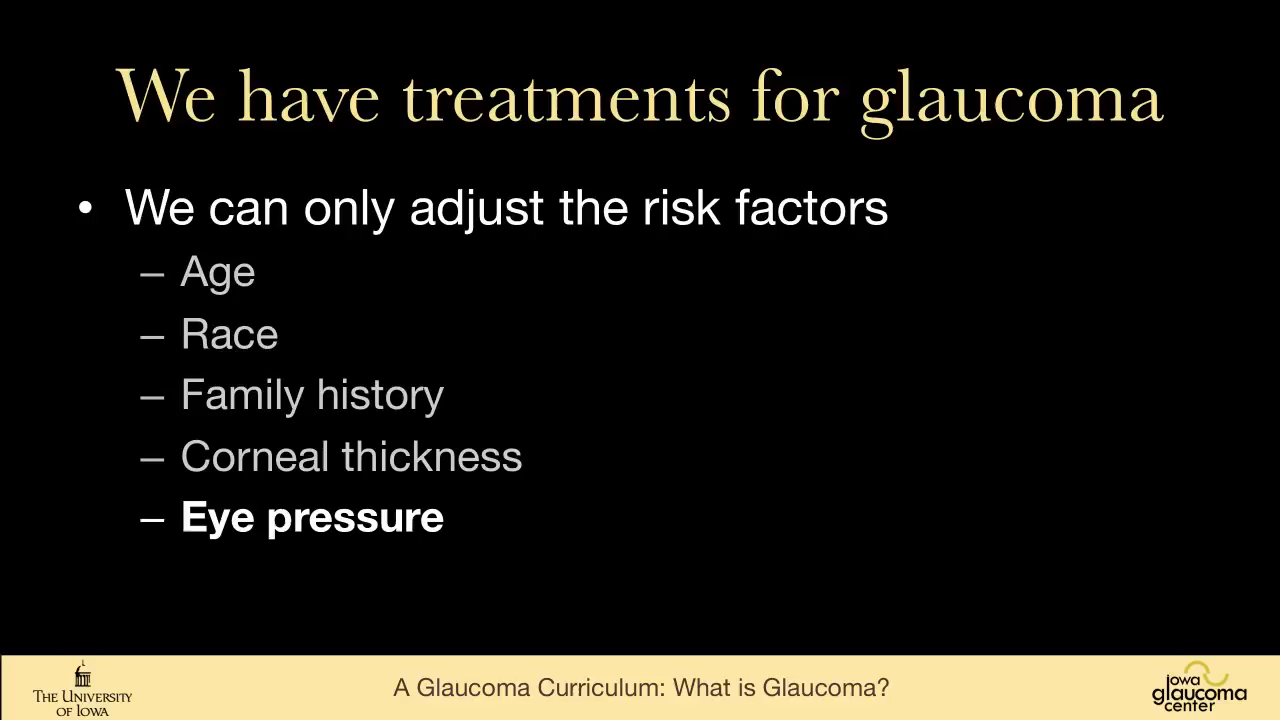 We have treatments for glaucoma
• We can only adjust the risk factors
– Age
– Race
– Family history
– Corneal thickness
– Eye pressure
THE UNIVERSITY
OF IOWA
A Glaucoma Curriculum: What is Glaucoma?
iowa
glaucoma
center